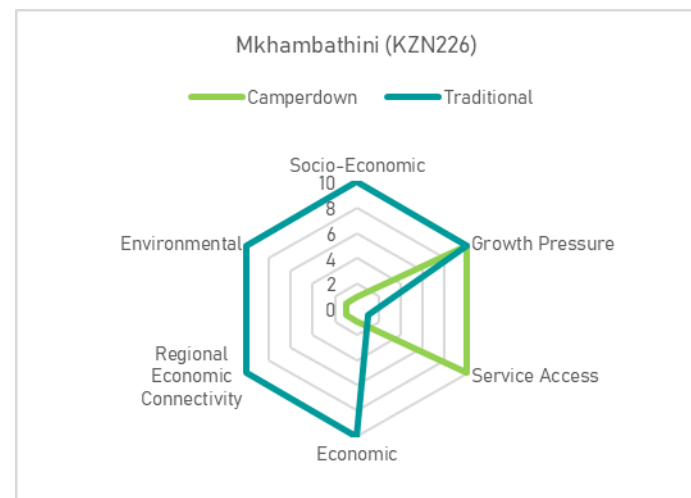 Mkhambathini (KZN226)
Camperdown
Traditional
Socio-Economic
10
8
6
4
2
0
Environmental
Growth Pressure
Regional
Economic
Connectivity
Service Access
Economic